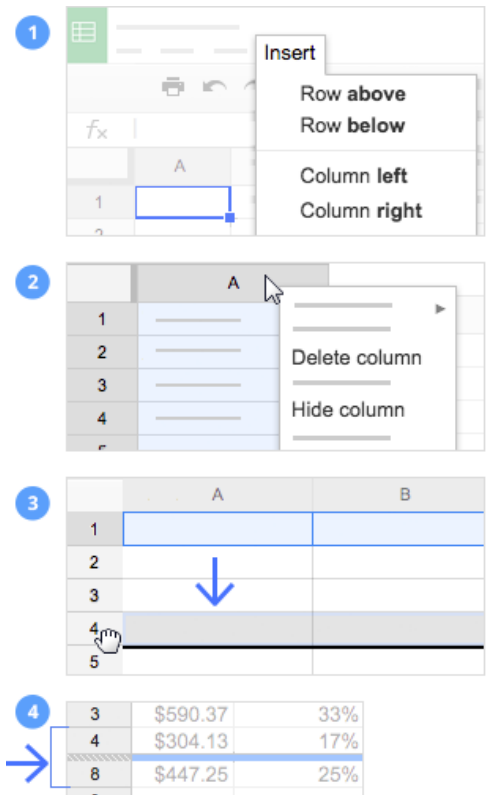 1
Insert
Row above
Row below
fx
Column left
A
Column right
1
2
A
1
2
Delete column
3
Hide column
4
3
A B
1
2
3
4
5
4
3 $590.37 33%
4 $304.13 17%
8 $447.25 25%